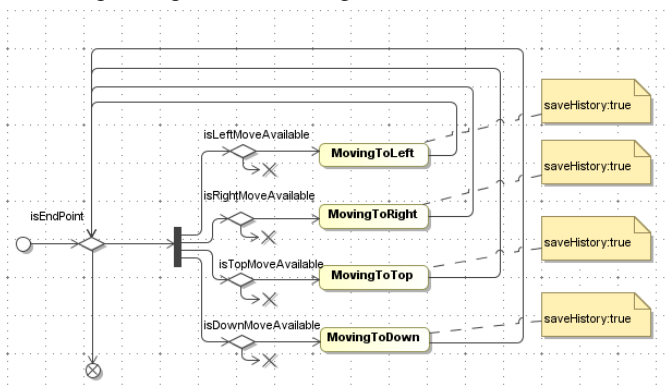 isLeftMoveAvailable
saveHistory:true
MovingToLeft
isRightMoveAvailable
saveHistory:true
MovingToRight
isEndPoint
isTopMoveAvailable
saveHistory:true
MovingToTop
isDownMoveAvailable
saveHistory:true
MovingToDown